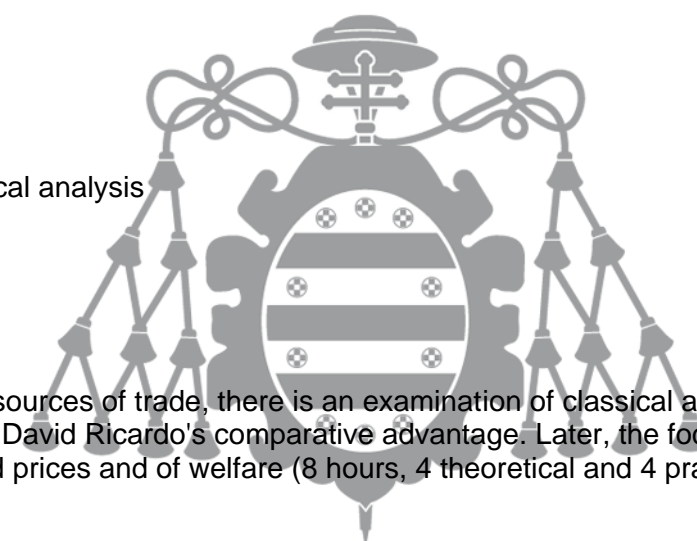 cal analysis
sources of trade, there is an examination of classical a
David Ricardo's comparative advantage. Later, the foc
d prices and of welfare (8 hours, 4 theoretical and 4 pra